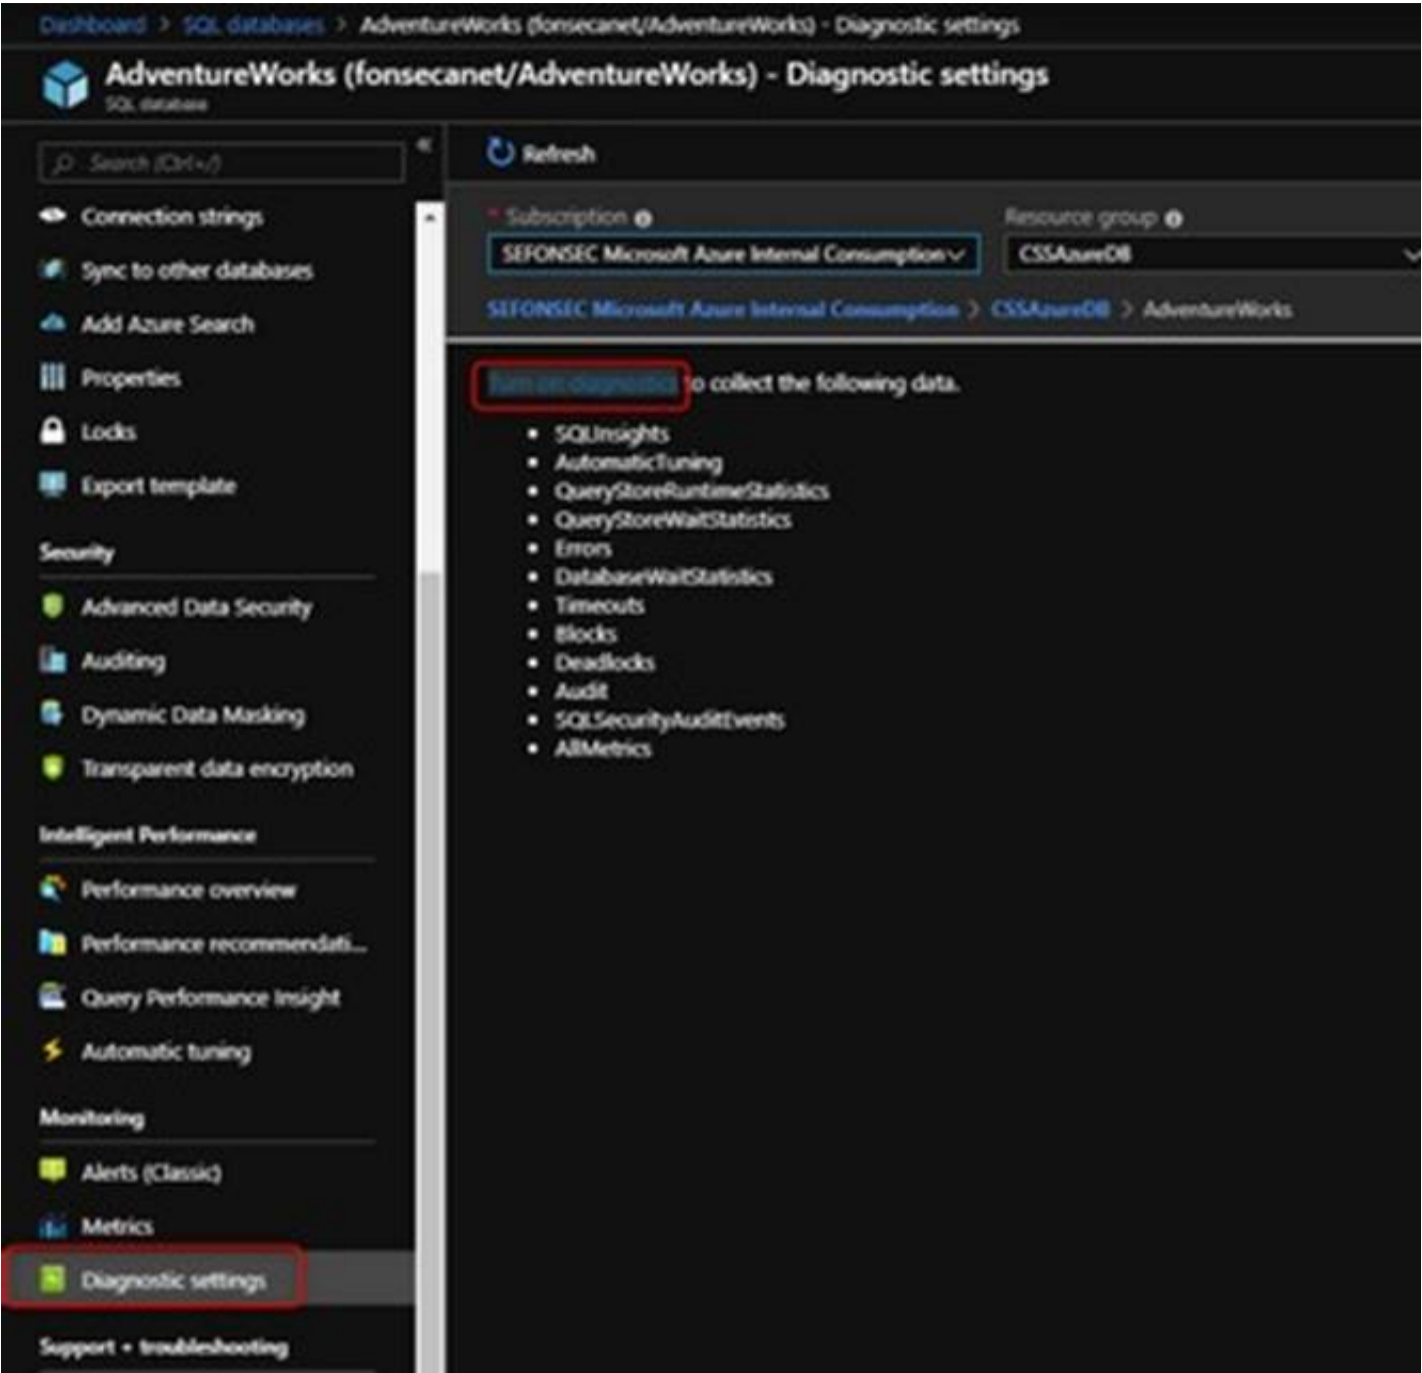 Dashboard > SQL databases > AdventureWorks (fonsecanet/AdventureWorks) - Diagnostic settings
AdventureWorks (fonsecanet/AdventureWorks) - Diagnostic settings
SQL database
Search (Ctrl+/)
Connection strings
Sync to other databases
Add Azure Search
Properties
Locks
Export template
Security
Advanced Data Security
Auditing
Dynamic Data Masking
Transparent data encryption
Intelligent Performance
Performance overview
Performance recommendati...
Query Performance Insight
Automatic tuning
Monitoring
Alerts (Classic)
Metrics
Diagnostic settings
Support + troubleshooting
Refresh
* Subscription
Resource group
SEFONSEC Microsoft Azure Internal Consumption
CSSAzureDB
SEFONSEC Microsoft Azure Internal Consumption > CSSAzureDB > AdventureWorks
Turn on diagnostics to collect the following data.
• SQLInsights
• AutomaticTuning
• QueryStoreRuntimeStatistics
• QueryStoreWaitStatistics
• Errors
• DatabaseWaitStatistics
• Timeouts
• Blocks
• Deadlocks
• Audit
• SQLSecurityAuditEvents
• AllMetrics